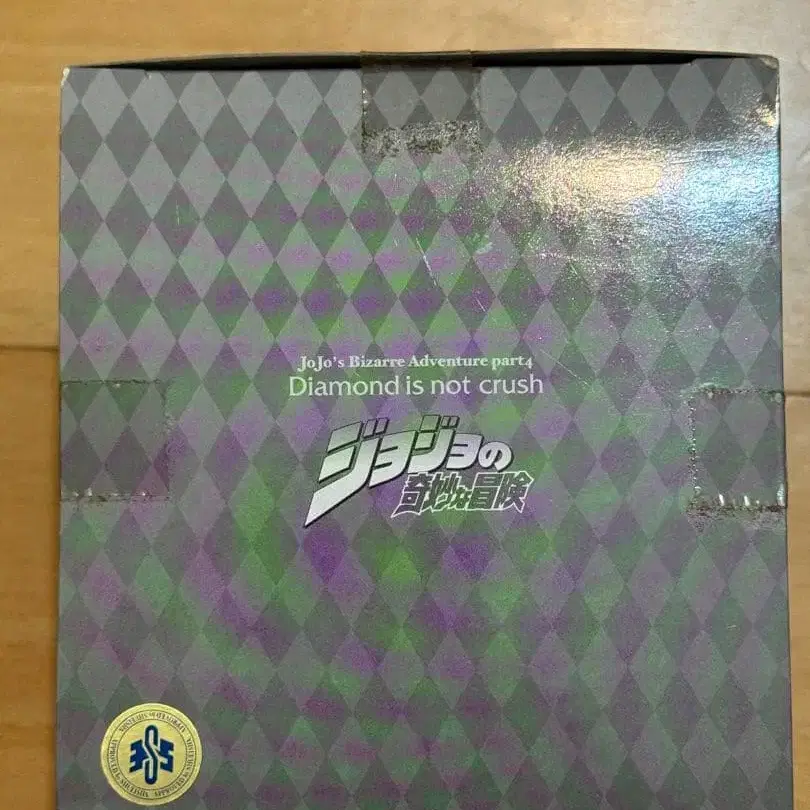 JoJo's Bizarre Adventure part4
Diamond is not crush
ジョジョの
奇妙な冒険